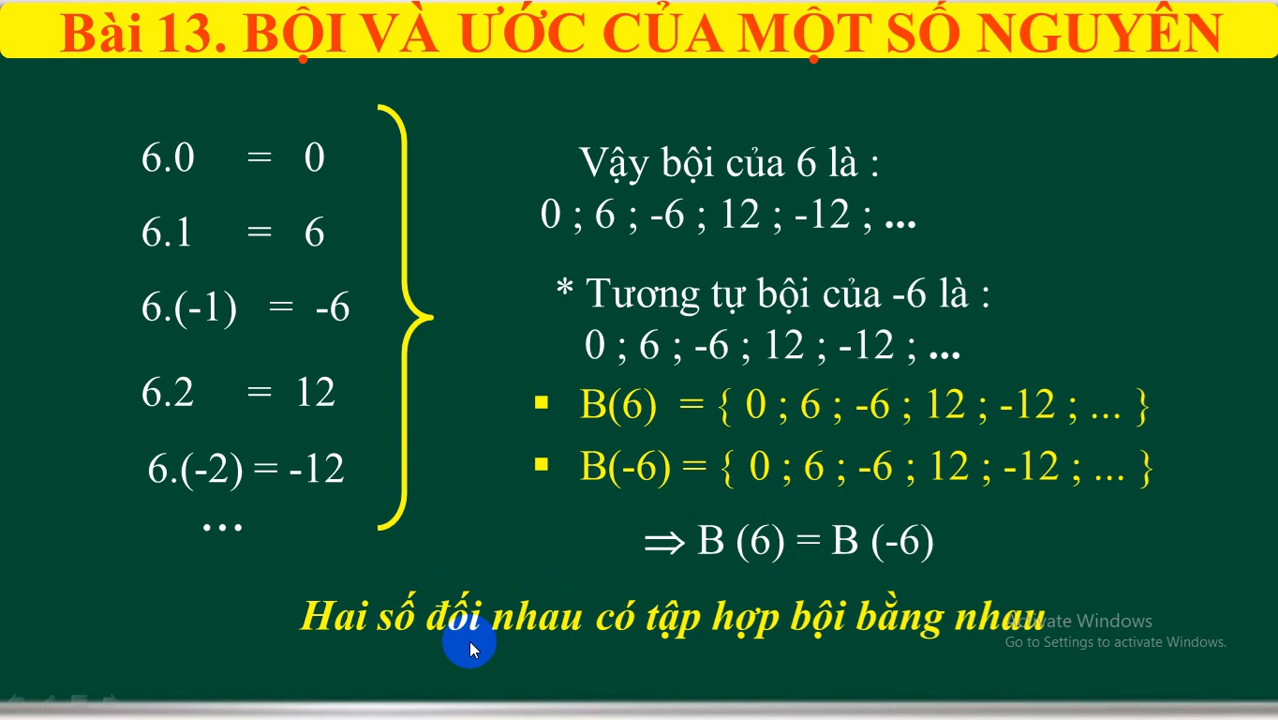 Bài 13. BỘI VÀ ƯỚC CỦA MỘT SỐ NGUYÊN
6.0 = 0
6.1 = 6
6.(-1) = -6
6.2 = 12
6.(-2) = -12
...
Vậy bội của 6 là :
0 ; 6 ; -6 ; 12 ; -12 ; ...
* Tương tự bội của -6 là :
0 ; 6 ; -6 ; 12 ; -12 ; ...
▪ B(6) = { 0 ; 6 ; -6 ; 12 ; -12 ; ... }
▪ B(-6) = { 0 ; 6 ; -6 ; 12 ; -12 ; ... }
⇒ B (6) = B (-6)
Hai số đối nhau có tập hợp bội bằng nhau
Activate Windows
Go to Settings to activate Windows.